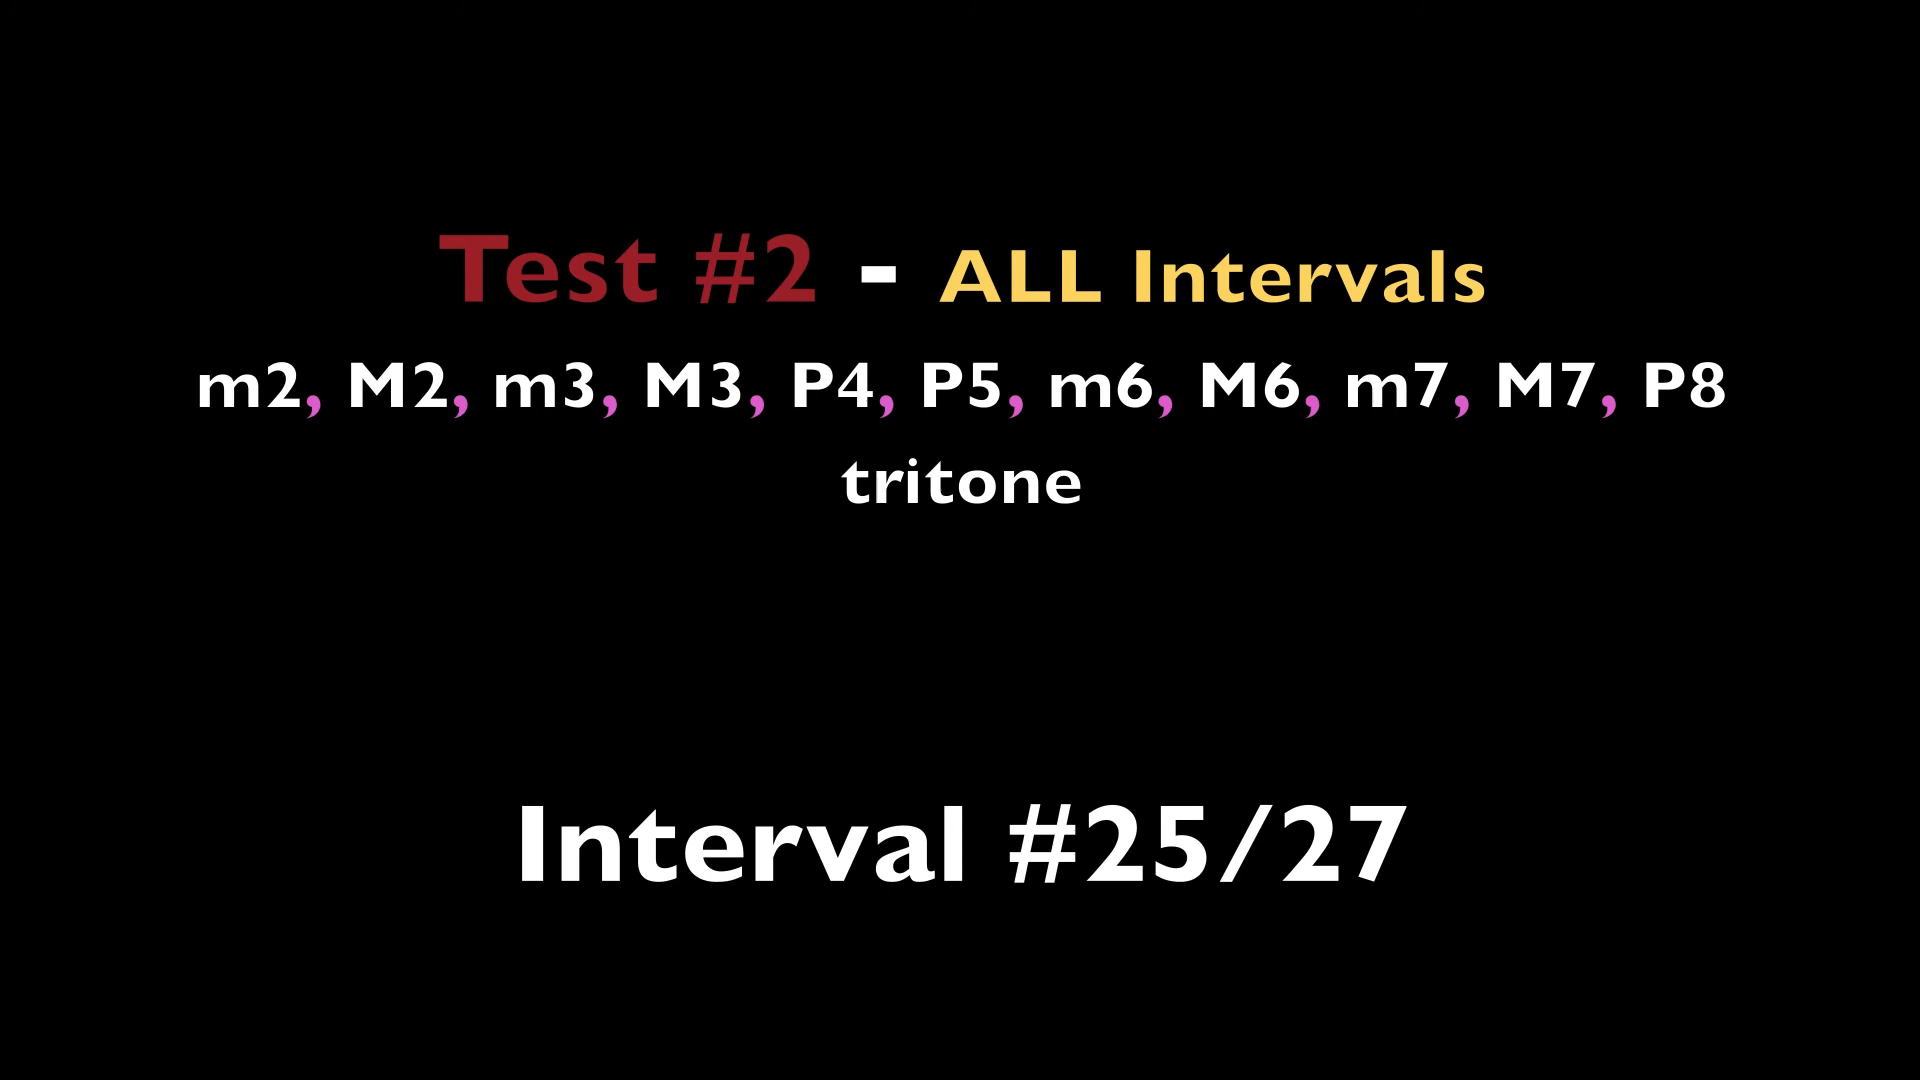 Test #2 - ALL Intervals
m2, M2, m3, M3, P4, P5, m6, M6, m7, M7, P8
tritone
Interval #25/27